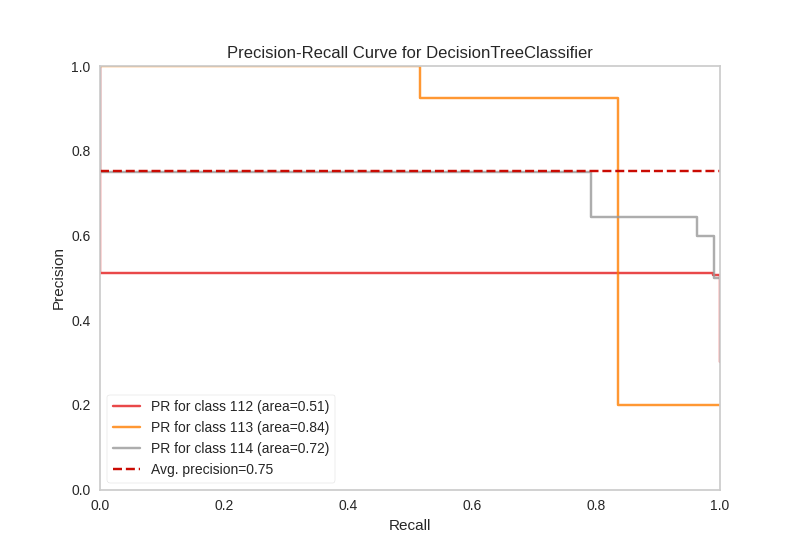 Precision-Recall Curve for DecisionTreeClassifier
1.0
0.8
0.6
0.4
0.2
0.0
Precision
PR for class 112 (area=0.51)
PR for class 113 (area=0.84)
PR for class 114 (area=0.72)
Avg. precision=0.75
0.0 0.2 0.4 0.6 0.8 1.0
Recall